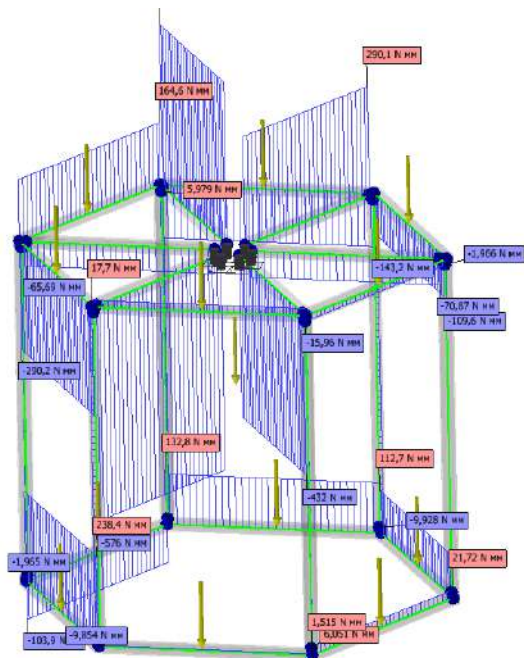 290,1 N мм
164,6 N мм
5,979 N мм
-1,966 N мм
17,7 N мм
-143,2 N мм
-65,69 N мм
-70,87 N мм
-109,6 N мм
-15,96 N мм
-290,2 N мм
132,8 N мм
112,7 N мм
-432 N мм
238,4 N мм
-9,928 N мм
-576 N мм
-1,965 N мм
21,72 N мм
1,515 N мм
-103,9 N мм
-9,854 N мм
6,051 N мм